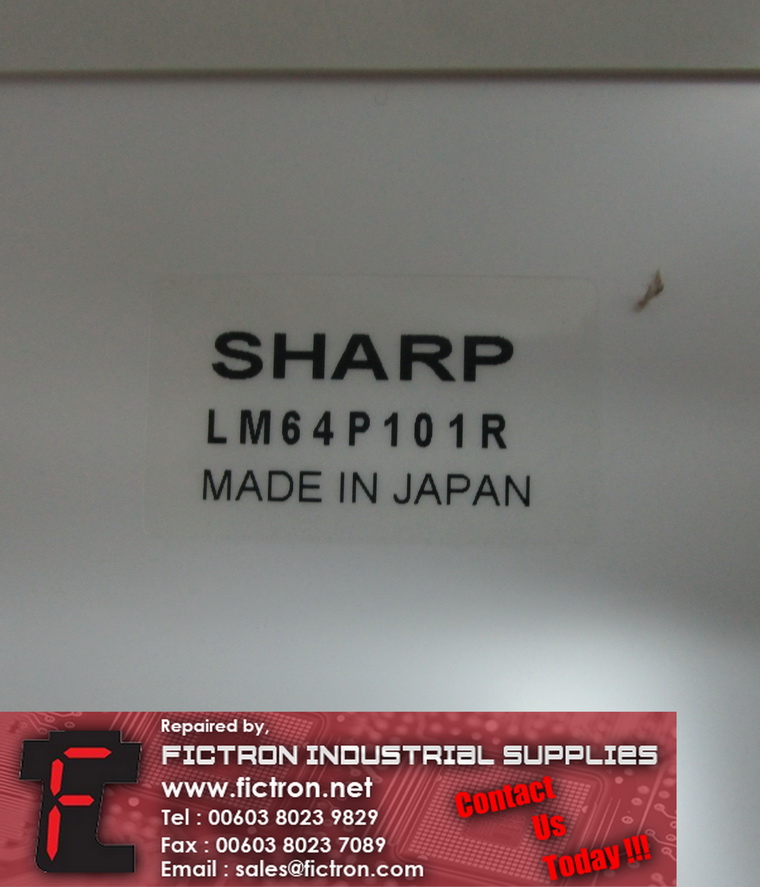 SHARP
LM64P101R
MADE IN JAPAN
Repaired by,
FICTRON INDUSTRIAL SUPPLIES
www.fictron.net
Tel : 00603 8023 9829
Fax : 00603 8023 7089
Email : sales@fictron.com
Contact
Us
Today !!!